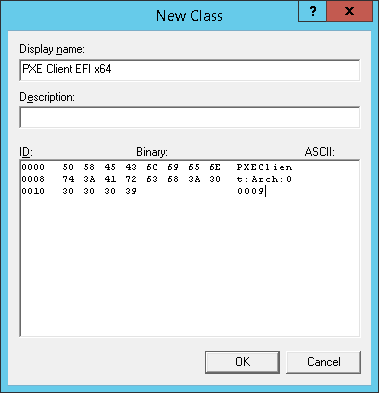 New Class
? x
Display name:
PXE Client EFI x64
Description:
ID: Binary: ASCII:
0000 50 58 45 43 6C 69 65 6E PXEClien
0008 74 3A 41 72 63 68 3A 30 t:Arch:0
0010 30 30 30 39 0009
OK Cancel